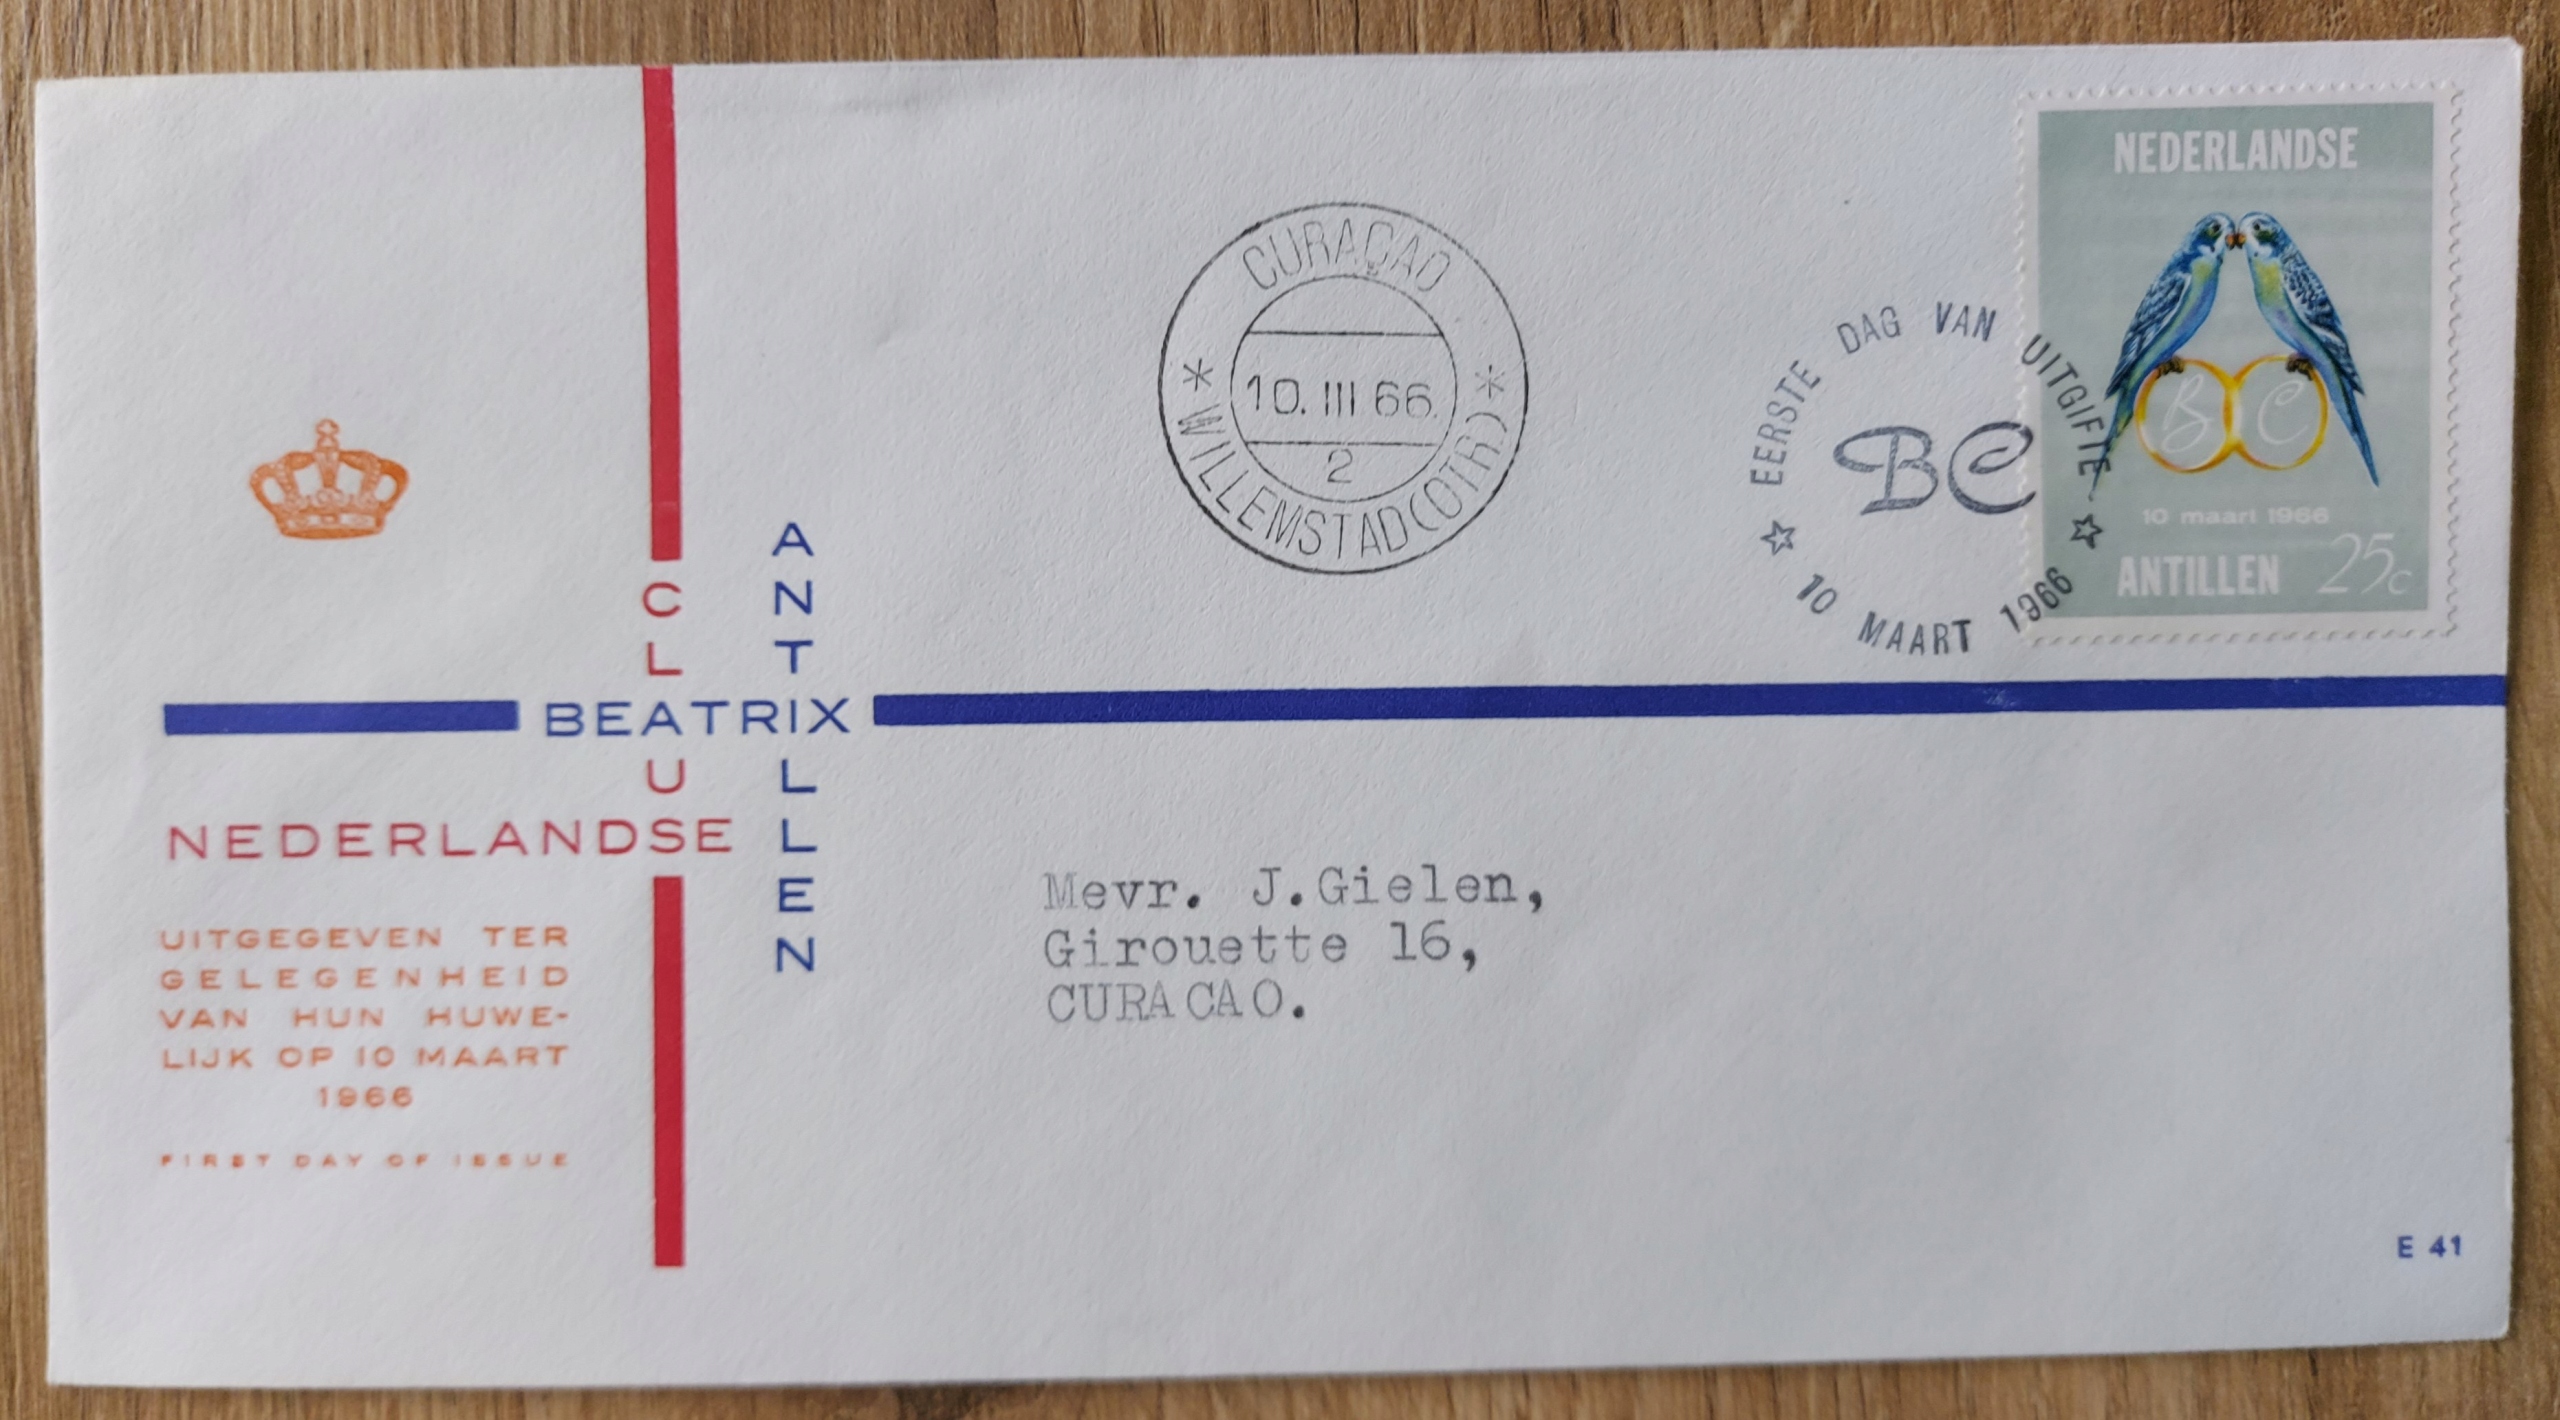 CLAUS
ANTILLEN
BEATRIX
NEDERLANDSE
UITGEGEVEN TER
GELEGENHEID
VAN HUN HUWE-
LIJK OP 10 MAART
1966
FIRST DAY OF ISSUE
CURAÇAO
10. III 66.
2
* WILLEMSTAD (OTR.) *
EERSTE DAG VAN UITGIFTE
BC
☆ 10 MAART 1966 ☆
NEDERLANDSE
B C
10 maart 1966
ANTILLEN 25c
Mevr. J.Gielen,
Girouette 16,
CURACAO.
E 41